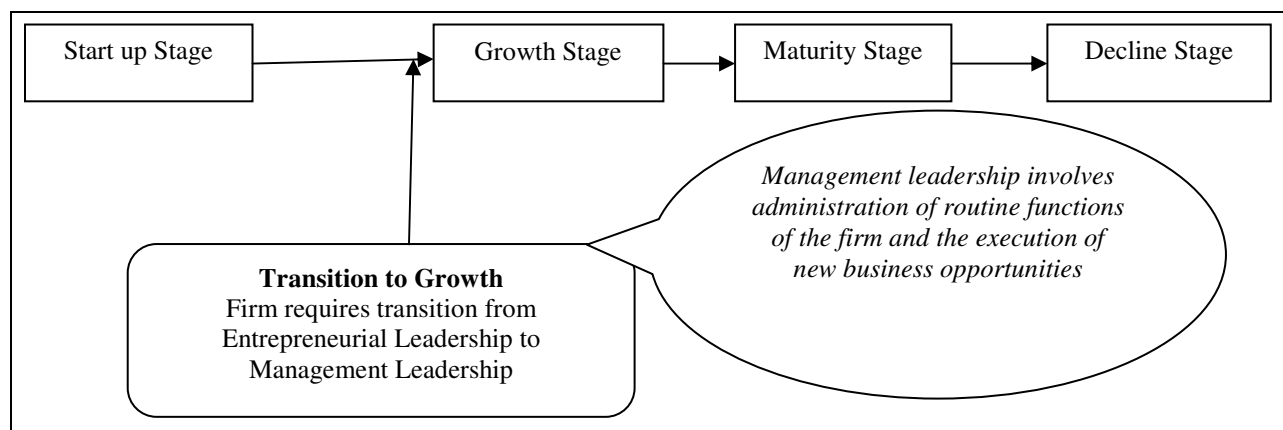 Start up Stage
Growth Stage
Maturity Stage
Decline Stage
Management leadership involves
administration of routine functions
of the firm and the execution of
new business opportunities
Transition to Growth
Firm requires transition from
Entrepreneurial Leadership to
Management Leadership